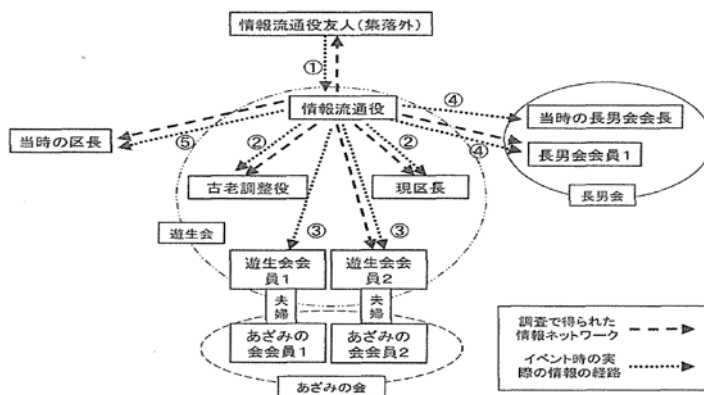 情報流通役友人(集落外)
①
情報流通役
④
当時の長男会会長
当時の区長
⑤
②
②
④
長男会会員1
古老調整役
現区長
長男会
遊生会
③
③
遊生会会
員1
遊生会会
員2
夫
婦
夫
婦
あざみの
会会員1
あざみの
会会員2
あざみの会
調査で得られた
情報ネットワーク
イベント時の実
際の情報の経路